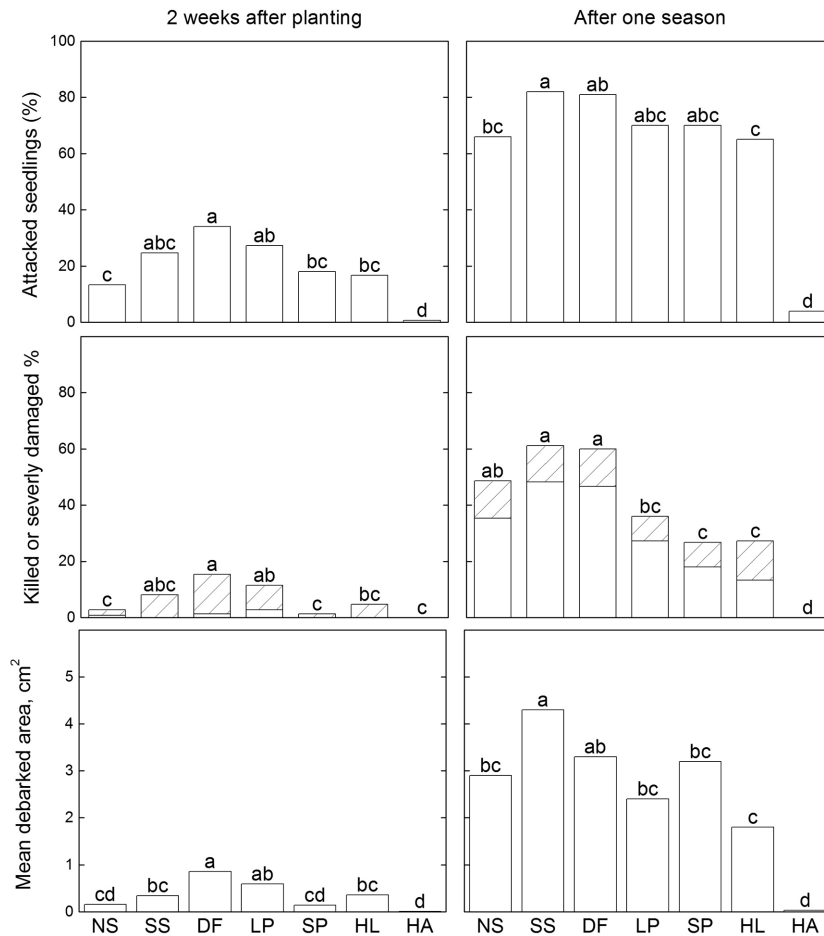 2 weeks after planting
After one season
Attacked seedlings (%)
100
80
60
40
20
0
c
abc
a
ab
bc
bc
d
bc
a
ab
abc
abc
c
d
Killed or severly damaged %
80
60
40
20
0
c
abc
a
ab
c
bc
c
ab
a
a
bc
c
c
d
Mean debarked area, cm²
5
4
3
2
1
0
cd
bc
a
ab
cd
bc
d
bc
a
ab
bc
bc
c
d
NS SS DF LP SP HL HA
NS SS DF LP SP HL HA